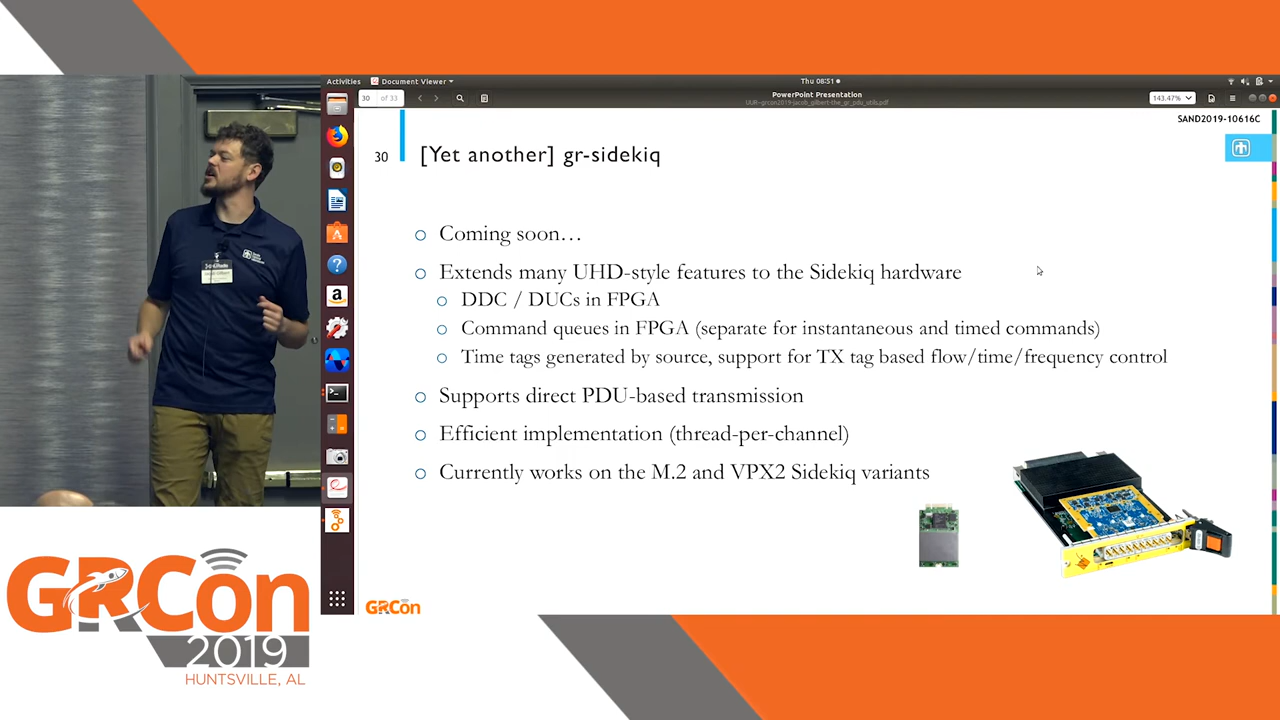 Activities
Document Viewer
Thu 08:51
30 of 33
PowerPoint Presentation
UUR-grcon2019-jacob_gilbert-the_gr_pdu_utils.pdf
143.47%
SAND2019-10616C
30
[Yet another] gr-sidekiq
Coming soon…
Extends many UHD-style features to the Sidekiq hardware
DDC / DUCs in FPGA
Command queues in FPGA (separate for instantaneous and timed commands)
Time tags generated by source, support for TX tag based flow/time/frequency control
Supports direct PDU-based transmission
Efficient implementation (thread-per-channel)
Currently works on the M.2 and VPX2 Sidekiq variants
GRCon
GRCon
2019
HUNTSVILLE, AL